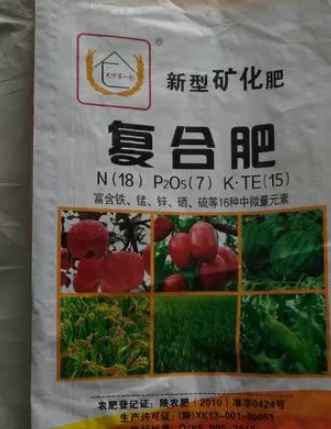 ®
新型矿化肥
复合肥
N(18) P₂O₅(7) K·TE(15)
富含铁、锰、锌、硒、硫等16种中微量元素
农肥登记证：陕农肥（2010）准字0424号
生产许可证：(陕)XK13-001-00051